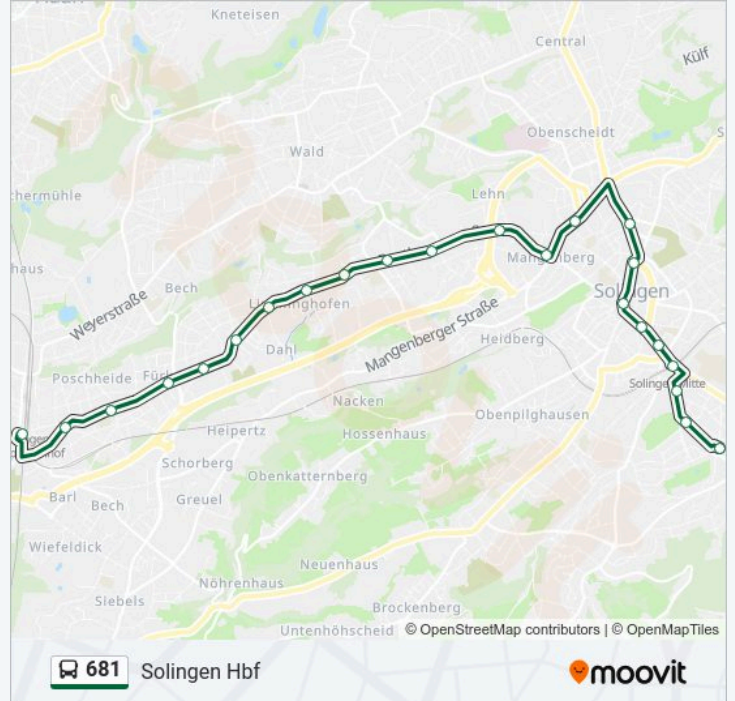 Kneteisen
Central
Külf
Obenscheidt
Wald
chermühle
Lehn
haus
Mangenberg
Bech
Solingen
Weyerstraße
Mangenberger Straße
Dahl
Heidberg
Poschheide
Nacken
Obenpilghausen
Heipertz
Hossenhaus
Schorberg
Obenkatternberg
Barl
Bech
Greuel
Wiefeldick
Neuenhaus
Nöhrenhaus
Siebels
Brockenberg
Untenhöhscheid
© OpenStreetMap contributors | © OpenMapTiles
681 Solingen Hbf
moovit